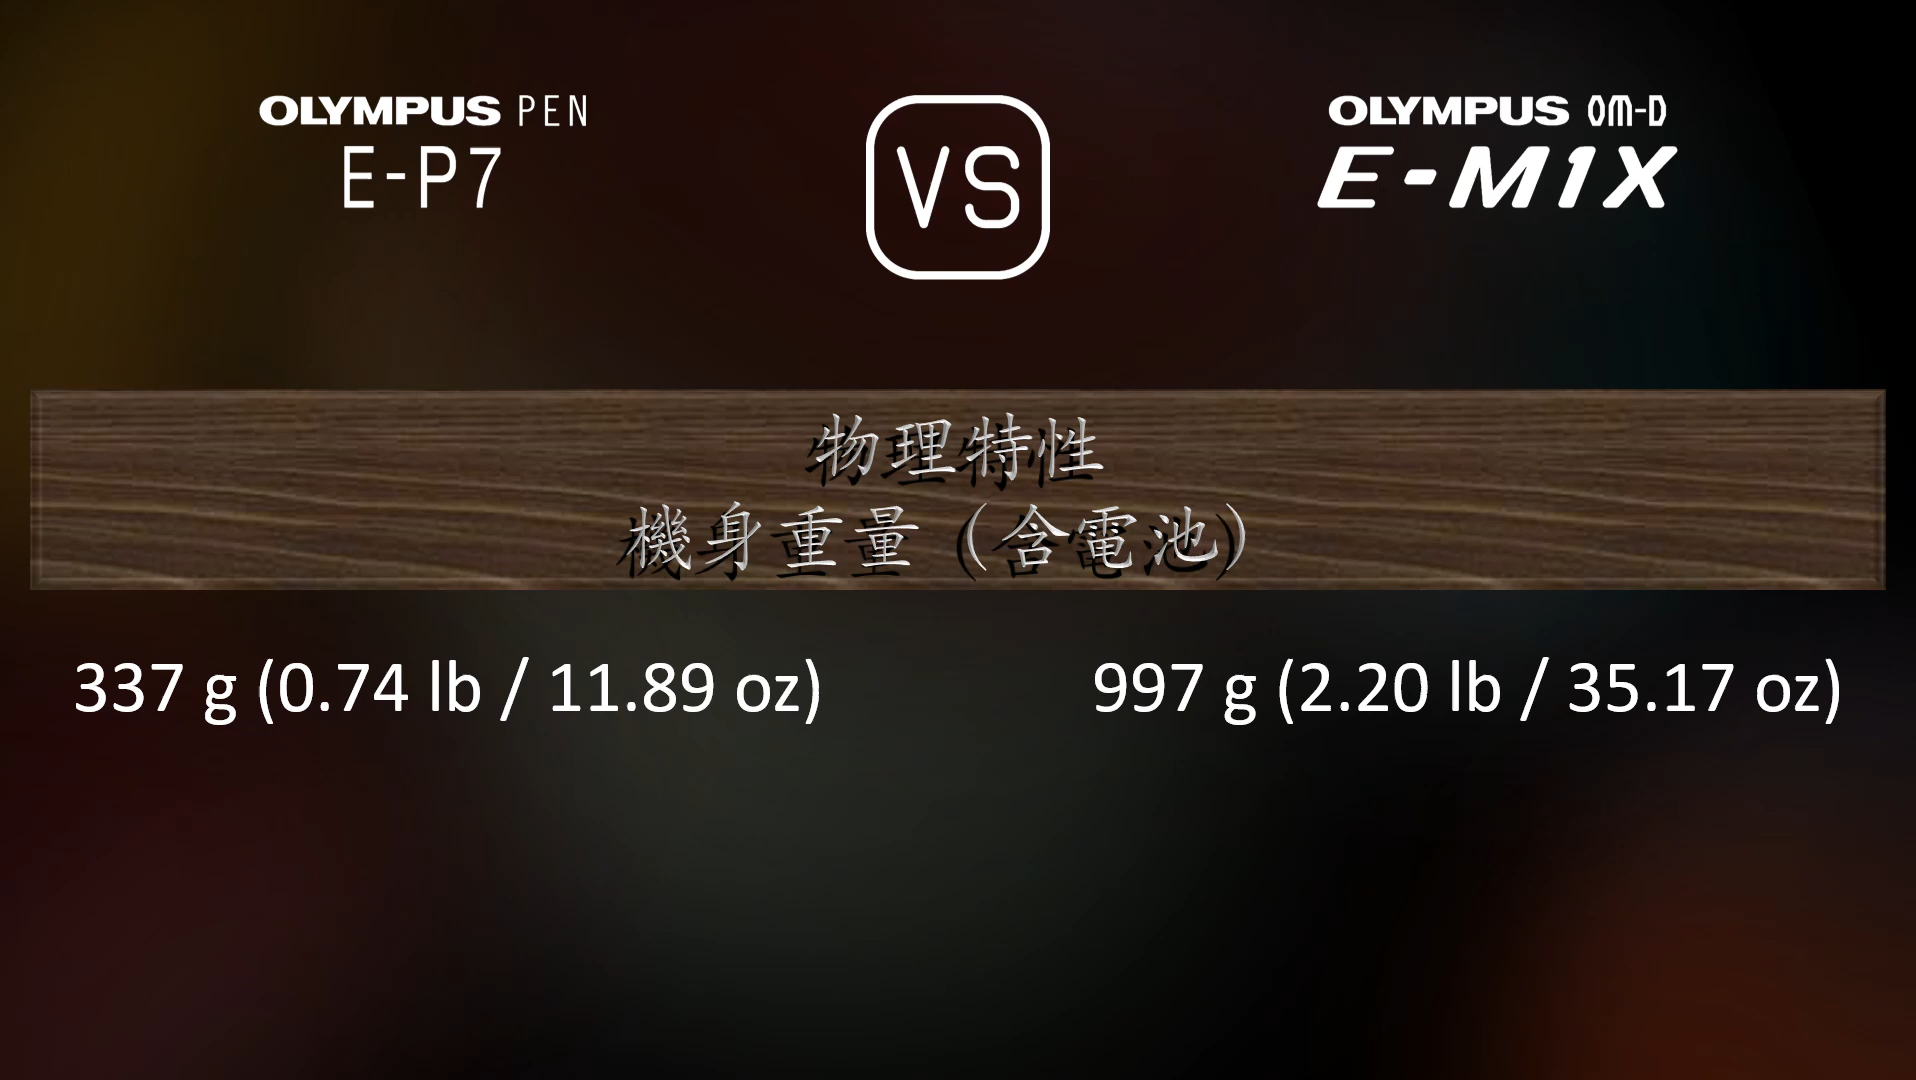 OLYMPUS PEN
E-P7
VS
OLYMPUS OM-D
E-M1X
物理特性
機身重量（含電池）
337 g (0.74 lb / 11.89 oz)
997 g (2.20 lb / 35.17 oz)